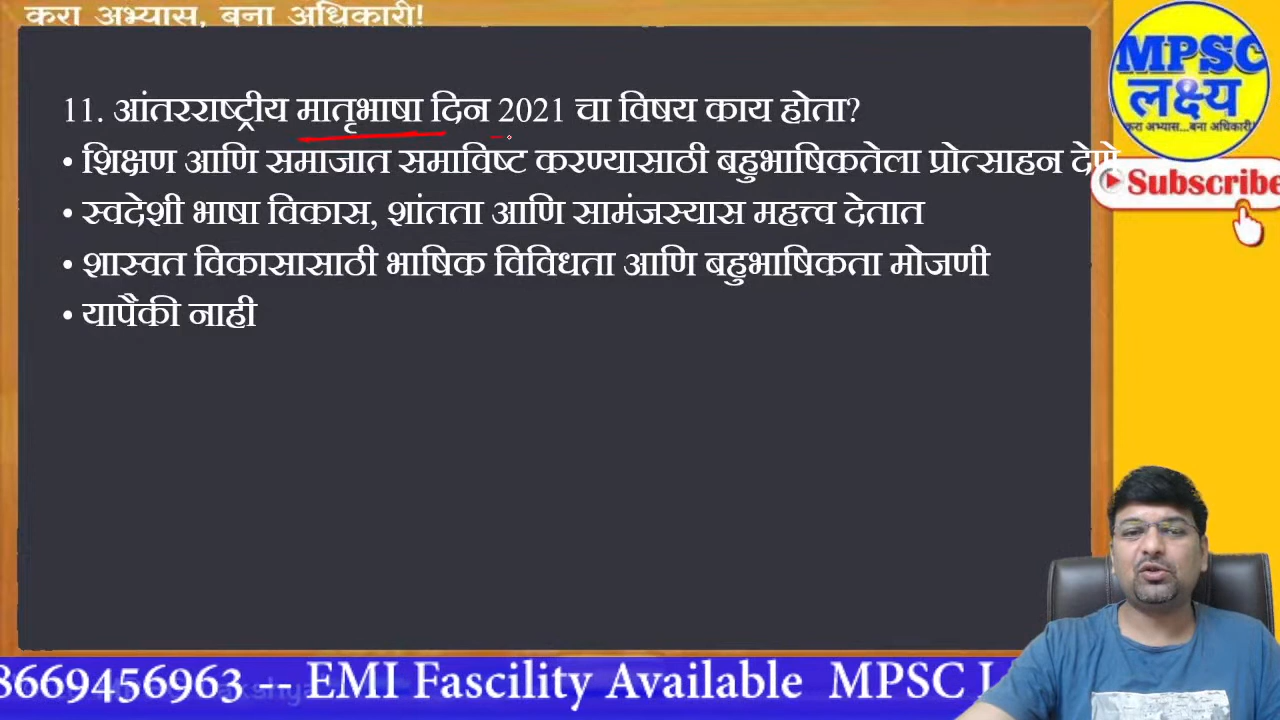 करा अभ्यास, बना अधिकारी!
MPSC
लक्ष्य
करा अभ्यास...बना अधिकारी!
11. आंतरराष्ट्रीय मातृभाषा दिन 2021 चा विषय काय होता?
• शिक्षण आणि समाजात समाविष्ट करण्यासाठी बहुभाषिकतेला प्रोत्साहन देणे
Subscribe
• स्वदेशी भाषा विकास, शांतता आणि सामंजस्यास महत्त्व देतात
• शास्वत विकासासाठी भाषिक विविधता आणि बहुभाषिकता मोजणी
• यापैकी नाही
8669456963 -- EMI Fascility Available MPSC